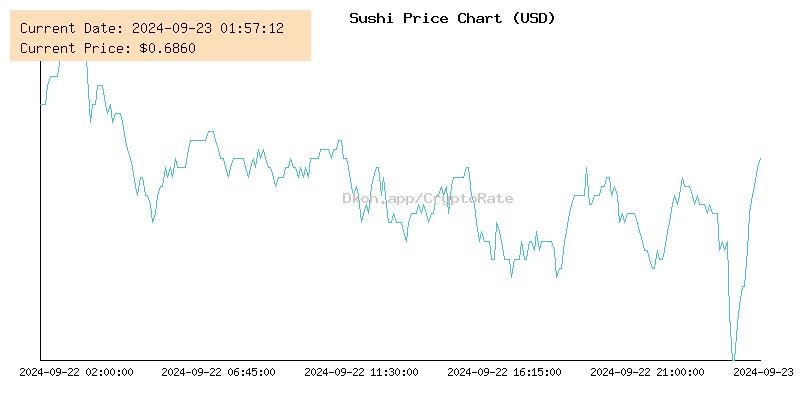 Sushi Price Chart (USD)
Current Date: 2024-09-23 01:57:12
Current Price: $0.6860
Dkon.app/CryptoRate
2024-09-22 02:00:00 2024-09-22 06:45:00 2024-09-22 11:30:00 2024-09-22 16:15:00 2024-09-22 21:00:00 2024-09-23